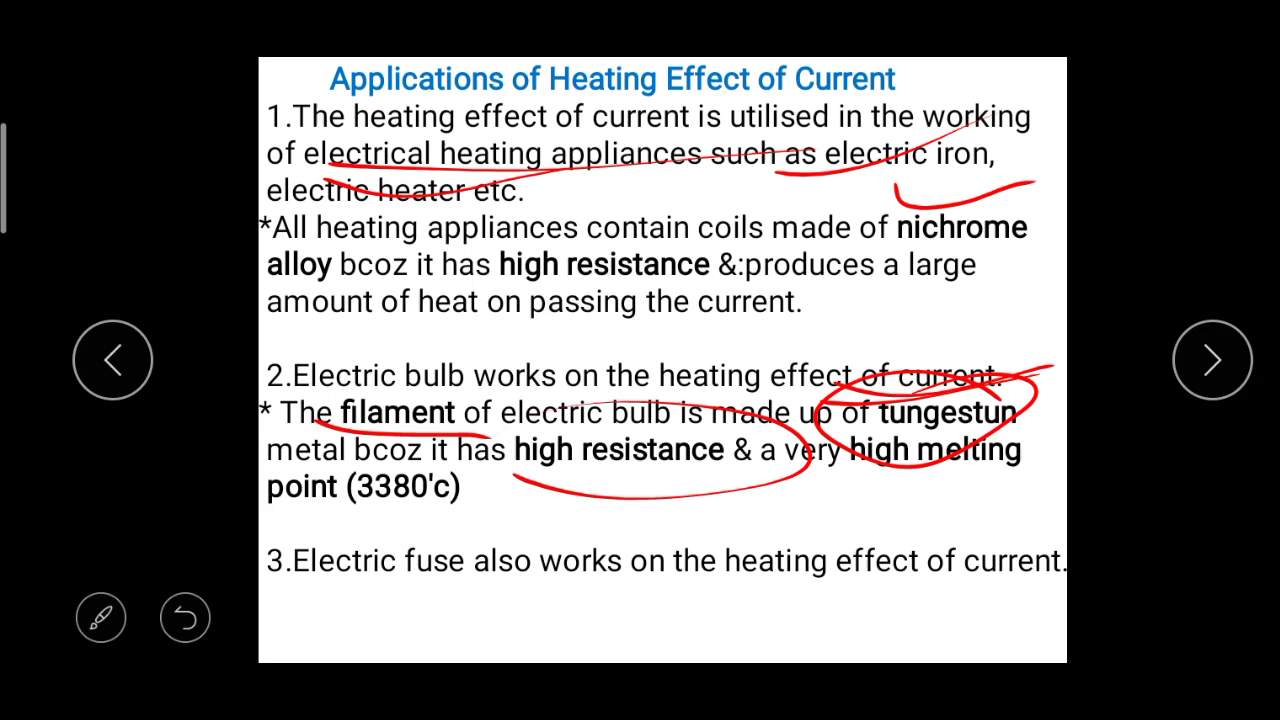 Applications of Heating Effect of Current
1.The heating effect of current is utilised in the working
of electrical heating appliances such as electric iron,
electric heater etc.
*All heating appliances contain coils made of nichrome
alloy bcoz it has high resistance &:produces a large
amount of heat on passing the current.
2.Electric bulb works on the heating effect of current.
* The filament of electric bulb is made up of tungestun
metal bcoz it has high resistance & a very high melting
point (3380'c)
3.Electric fuse also works on the heating effect of current.